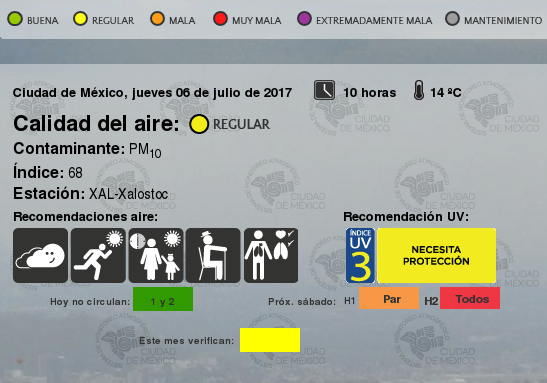 BUENA REGULAR MALA MUY MALA EXTREMADAMENTE MALA MANTENIMIENTO
Ciudad de México, jueves 06 de julio de 2017 10 horas 14 ºC
Calidad del aire: REGULAR
Contaminante: PM10
Índice: 68
Estación: XAL-Xalostoc
Recomendaciones aire: Recomendación UV:
ÍNDICE UV 3 NECESITA PROTECCIÓN
Hoy no circulan: 1 y 2 Próx. sábado: H1 Par H2 Todos
Este mes verifican:
MONITOREO ATMOSFÉRICO
CIUDAD DE MÉXICO